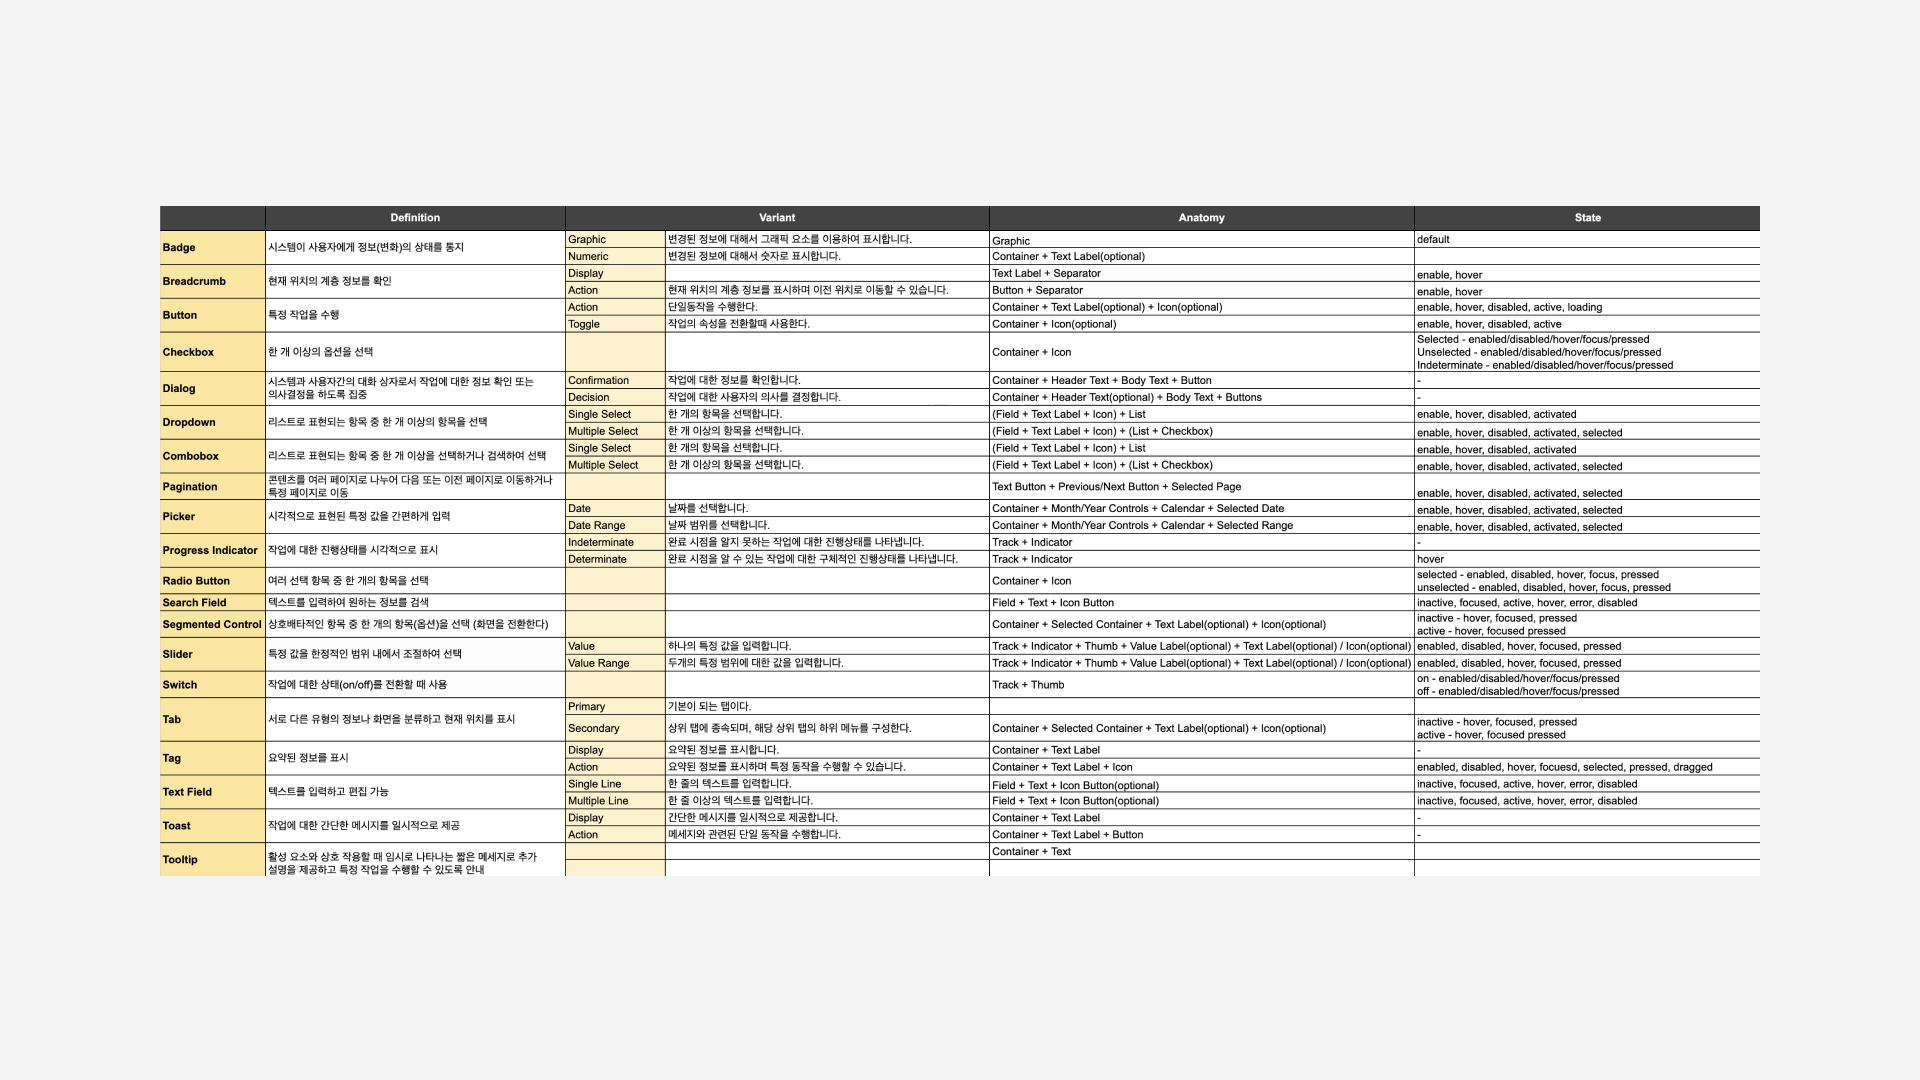 Definition Variant Anatomy State
Badge 시스템이 사용자에게 정보(변화)의 상태를 통지 Graphic 변경된 정보에 대해서 그래픽 요소를 이용하여 표시합니다. Graphic default
Numeric 변경된 정보에 대해서 숫자로 표시합니다. Container + Text Label(optional)
Breadcrumb 현재 위치의 계층 정보를 확인 Display Text Label + Separator enable, hover
Action 현재 위치의 계층 정보를 표시하며 이전 위치로 이동할 수 있습니다. Button + Separator enable, hover
Button 특정 작업을 수행 Action 단일동작을 수행한다. Container + Text Label(optional) + Icon(optional) enable, hover, disabled, active, loading
Toggle 작업의 속성을 전환할때 사용한다. Container + Icon(optional) enable, hover, disabled, active
Checkbox 한 개 이상의 옵션을 선택 Container + Icon Selected - enabled/disabled/hover/focus/pressed
Unselected - enabled/disabled/hover/focus/pressed
Indeterminate - enabled/disabled/hover/focus/pressed
Dialog 시스템과 사용자간의 대화 상자로서 작업에 대한 정보 확인 또는
의사결정을 하도록 집중 Confirmation 작업에 대한 정보를 확인합니다. Container + Header Text + Body Text + Button -
Decision 작업에 대한 사용자의 의사를 결정합니다. Container + Header Text(optional) + Body Text + Buttons -
Dropdown 리스트로 표현되는 항목 중 한 개 이상의 항목을 선택 Single Select 한 개의 항목을 선택합니다. (Field + Text Label + Icon) + List enable, hover, disabled, activated
Multiple Select 한 개 이상의 항목을 선택합니다. (Field + Text Label + Icon) + (List + Checkbox) enable, hover, disabled, activated, selected
Combobox 리스트로 표현되는 항목 중 한 개 이상을 선택하거나 검색하여 선택 Single Select 한 개의 항목을 선택합니다. (Field + Text Label + Icon) + List enable, hover, disabled, activated
Multiple Select 한 개 이상의 항목을 선택합니다. (Field + Text Label + Icon) + (List + Checkbox) enable, hover, disabled, activated, selected
Pagination 콘텐츠를 여러 페이지로 나누어 다음 또는 이전 페이지로 이동하거나
특정 페이지로 이동 Text Button + Previous/Next Button + Selected Page enable, hover, disabled, activated, selected
Picker 시각적으로 표현된 특정 값을 간편하게 입력 Date 날짜를 선택합니다. Container + Month/Year Controls + Calendar + Selected Date enable, hover, disabled, activated, selected
Date Range 날짜 범위를 선택합니다. Container + Month/Year Controls + Calendar + Selected Range enable, hover, disabled, activated, selected
Progress Indicator 작업에 대한 진행상태를 시각적으로 표시 Indeterminate 완료 시점을 알지 못하는 작업에 대한 진행상태를 나타냅니다. Track + Indicator -
Determinate 완료 시점을 알 수 있는 작업에 대한 구체적인 진행상태를 나타냅니다. Track + Indicator hover
Radio Button 여러 선택 항목 중 한 개의 항목을 선택 Container + Icon selected - enabled, disabled, hover, focus, pressed
unselected - enabled, disabled, hover, focus, pressed
Search Field 텍스트를 입력하여 원하는 정보를 검색 Field + Text + Icon Button inactive, focused, active, hover, error, disabled
Segmented Control 상호배타적인 항목 중 한 개의 항목(옵션)을 선택 (화면을 전환한다) Container + Selected Container + Text Label(optional) + Icon(optional) inactive - hover, focused, pressed
active - hover, focused pressed
Slider 특정 값을 한정적인 범위 내에서 조절하여 선택 Value 하나의 특정 값을 입력합니다. Track + Indicator + Thumb + Value Label(optional) + Text Label(optional) / Icon(optional) enabled, disabled, hover, focused, pressed
Value Range 두개의 특정 범위에 대한 값을 입력합니다. Track + Indicator + Thumb + Value Label(optional) + Text Label(optional) / Icon(optional) enabled, disabled, hover, focused, pressed
Switch 작업에 대한 상태(on/off)를 전환할 때 사용 Track + Thumb on - enabled/disabled/hover/focus/pressed
off - enabled/disabled/hover/focus/pressed
Tab 서로 다른 유형의 정보나 화면을 분류하고 현재 위치를 표시 Primary 기본이 되는 탭이다.
Secondary 상위 탭에 종속되며, 해당 상위 탭의 하위 메뉴를 구성한다. Container + Selected Container + Text Label(optional) + Icon(optional) inactive - hover, focused, pressed
active - hover, focused pressed
Tag 요약된 정보를 표시 Display 요약된 정보를 표시합니다. Container + Text Label -
Action 요약된 정보를 표시하며 특정 동작을 수행할 수 있습니다. Container + Text Label + Icon enabled, disabled, hover, focuesd, selected, pressed, dragged
Text Field 텍스트를 입력하고 편집 가능 Single Line 한 줄의 텍스트를 입력합니다. Field + Text + Icon Button(optional) inactive, focused, active, hover, error, disabled
Multiple Line 한 줄 이상의 텍스트를 입력합니다. Field + Text + Icon Button(optional) inactive, focused, active, hover, error, disabled
Toast 작업에 대한 간단한 메시지를 일시적으로 제공 Display 간단한 메시지를 일시적으로 제공합니다. Container + Text Label -
Action 메세지와 관련된 단일 동작을 수행합니다. Container + Text Label + Button -
Tooltip 활성 요소와 상호 작용할 때 임시로 나타나는 짧은 메세지로 추가
설명을 제공하고 특정 작업을 수행할 수 있도록 안내 Container + Text